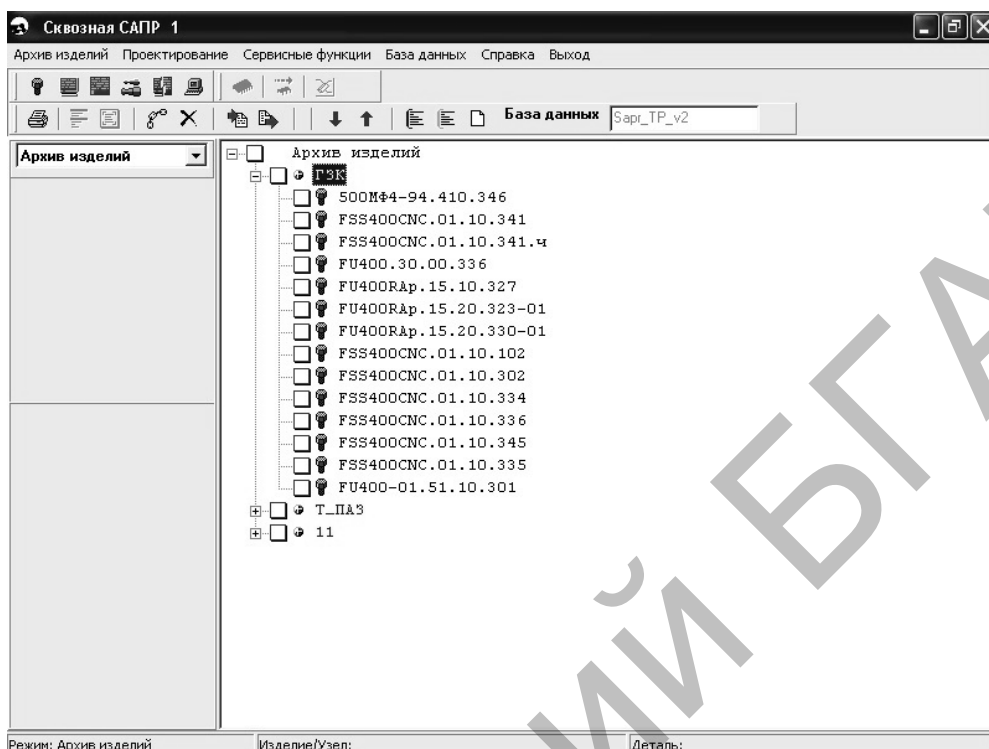 Сквозная САПР 1
Архив изделий Проектирование Сервисные функции База данных Справка Выход
База данных Sapr_TP_v2
Архив изделий
Архив изделий
ГЗК
500МФ4-94.410.346
FSS400CNC.01.10.341
FSS400CNC.01.10.341.ч
FU400.30.00.336
FU400RAp.15.10.327
FU400RAp.15.20.323-01
FU400RAp.15.20.330-01
FSS400CNC.01.10.102
FSS400CNC.01.10.302
FSS400CNC.01.10.334
FSS400CNC.01.10.336
FSS400CNC.01.10.345
FSS400CNC.01.10.335
FU400-01.51.10.301
Т_ПАЗ
11
Режим: Архив изделий Изделие/Узел: Деталь:
ИЙ БГА